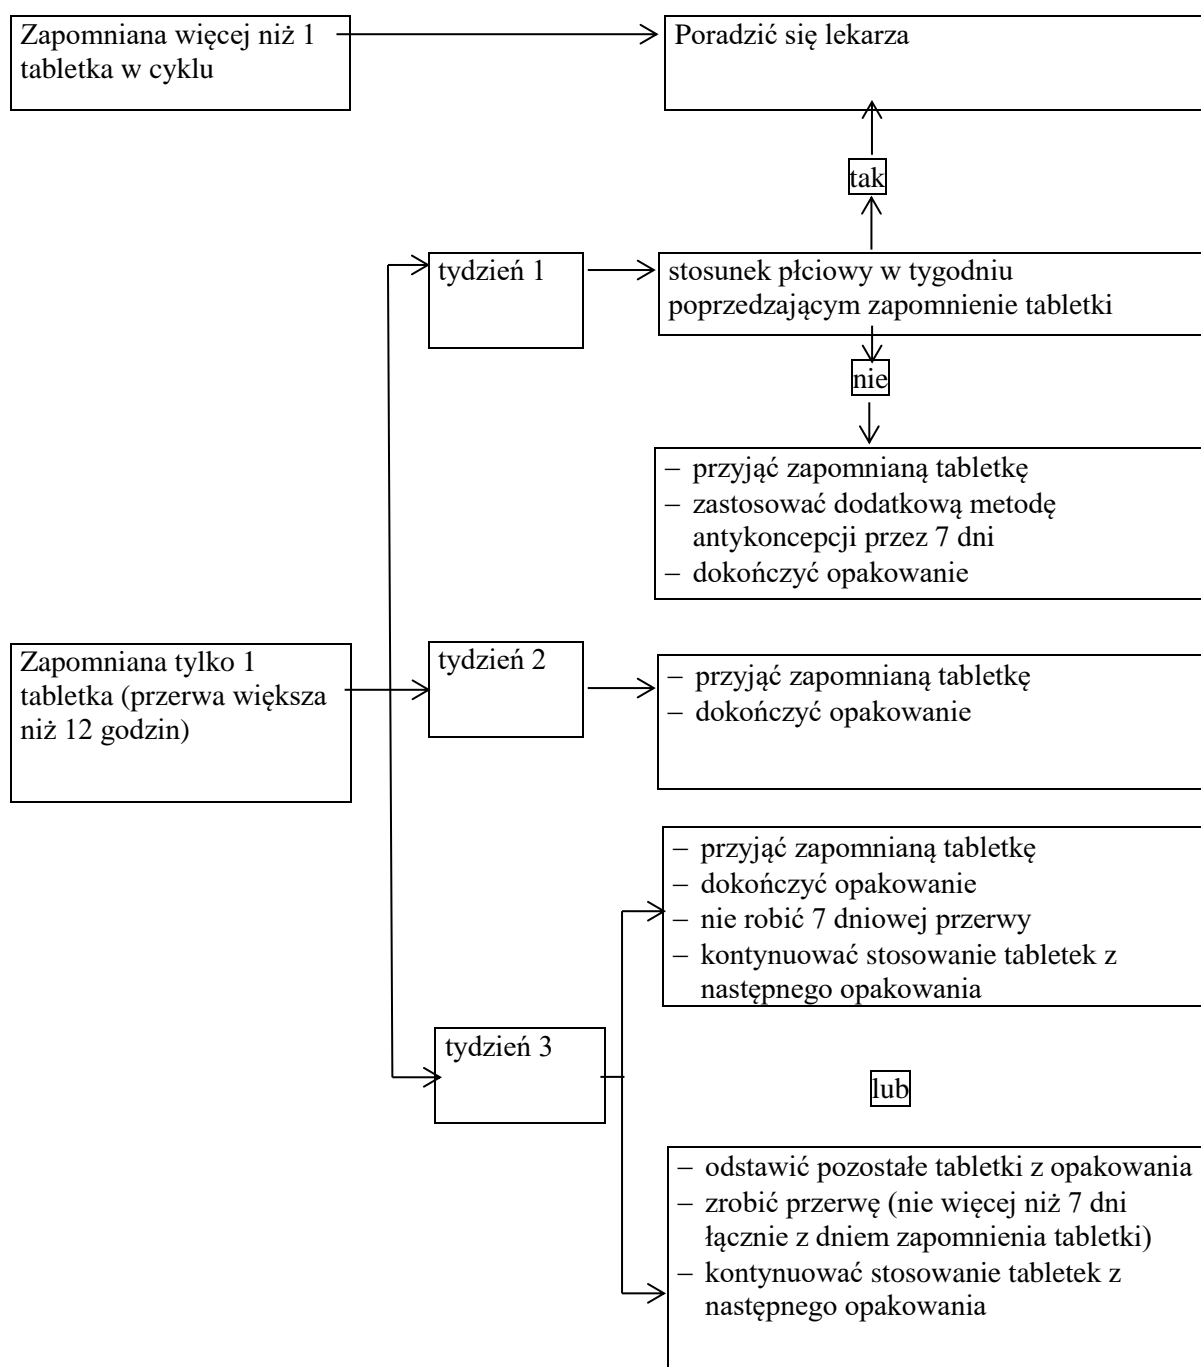 Zapomniana więcej niż 1
tabletka w cyklu
Poradzić się lekarza
tak
tydzień 1
stosunek płciowy w tygodniu
poprzedzającym zapomnienie tabletki
nie
– przyjąć zapomnianą tabletkę
– zastosować dodatkową metodę
antykoncepcji przez 7 dni
– dokończyć opakowanie
Zapomniana tylko 1
tabletka (przerwa większa
niż 12 godzin)
tydzień 2
– przyjąć zapomnianą tabletkę
– dokończyć opakowanie
– przyjąć zapomnianą tabletkę
– dokończyć opakowanie
– nie robić 7 dniowej przerwy
– kontynuować stosowanie tabletek z
następnego opakowania
tydzień 3
lub
– odstawić pozostałe tabletki z opakowania
– zrobić przerwę (nie więcej niż 7 dni
łącznie z dniem zapomnienia tabletki)
– kontynuować stosowanie tabletek z
następnego opakowania